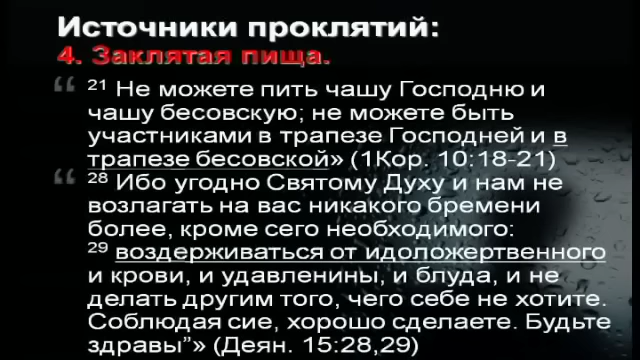 Источники проклятий:
4. Заклятая пища.
“ 21 Не можете пить чашу Господню и
чашу бесовскую; не можете быть
участниками в трапезе Господней и в
трапезе бесовской» (1Кор. 10:18-21)
“ 28 Ибо угодно Святому Духу и нам не
возлагать на вас никакого бремени
более, кроме сего необходимого:
29 воздерживаться от идоложертвенного
и крови, и удавленины, и блуда, и не
делать другим того, чего себе не хотите.
Соблюдая сие, хорошо сделаете. Будьте
здравы”» (Деян. 15:28,29)